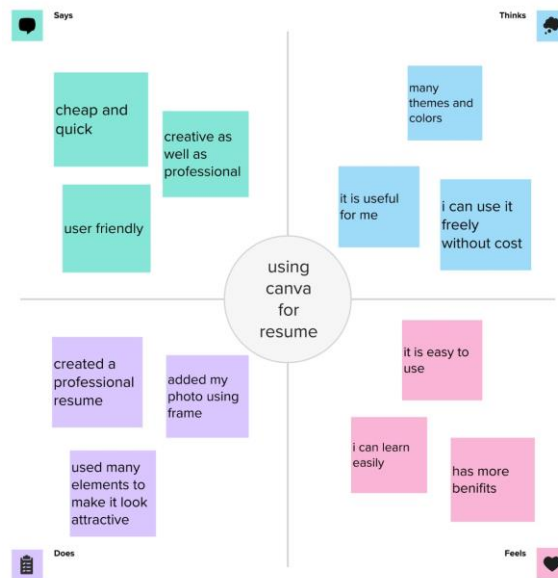 Says
cheap and
quick
creative as
well as
professional
user friendly
Thinks
many
themes and
colors
it is useful
for me
i can use it
freely
without cost
using
canva
for
resume
created a
professional
resume
added my
photo using
frame
used many
elements to
make it look
attractive
Does
it is easy to
use
i can learn
easily
has more
benifits
Feels